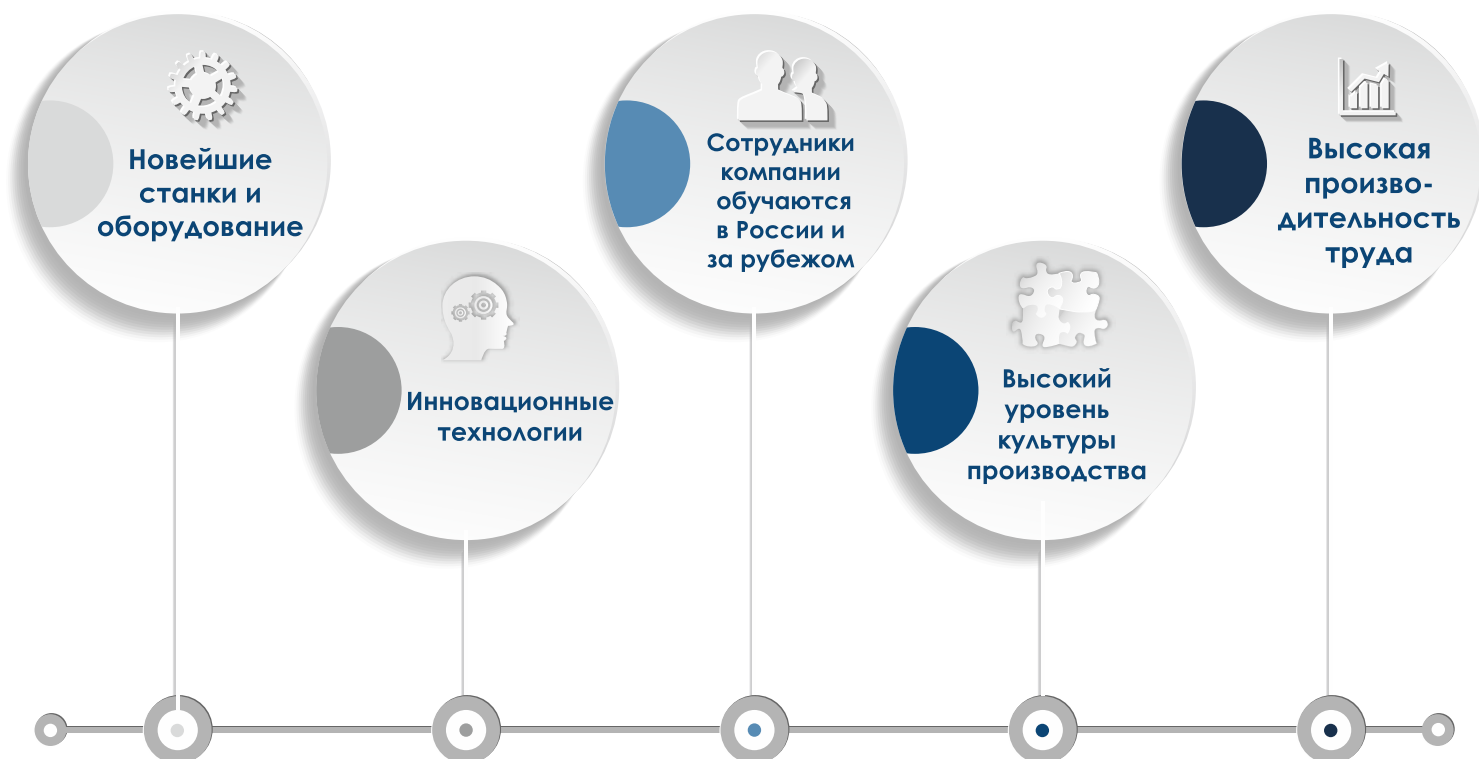 Новейшие
станки и
оборудование
Инновационные
технологии
Сотрудники
компании
обучаются
в России и
за рубежом
Высокий
уровень
культуры
производства
Высокая
произво-
дительность
труда